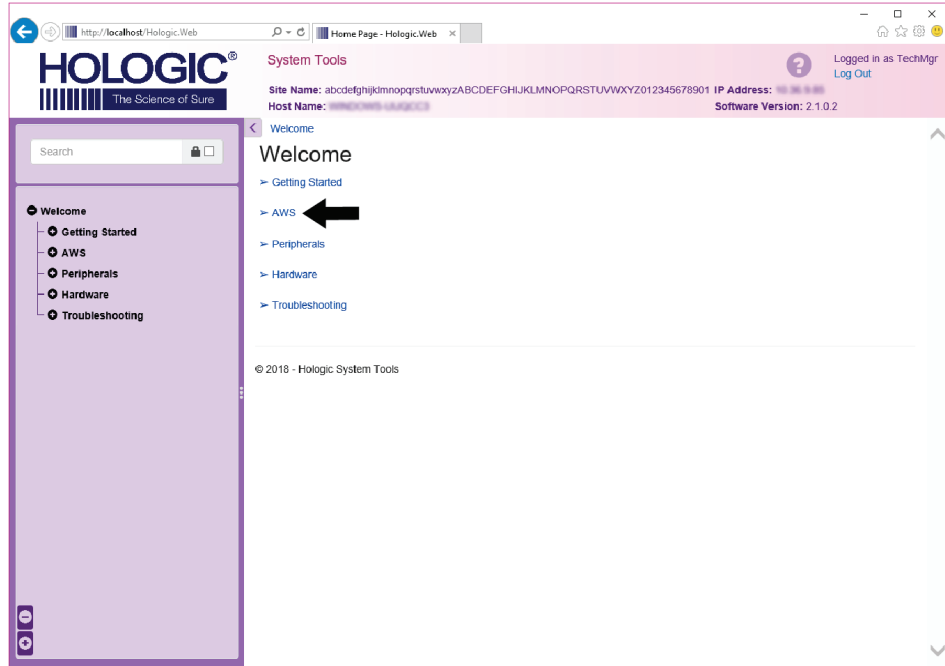 http://localhost/Hologic.Web
Home Page - Hologic.Web
HOLOGIC®
The Science of Sure
System Tools
?
Logged in as TechMgr
Log Out
Site Name: abcdefghijklmnopqrstuvwxyzABCDEFGHIJKLMNOPQRSTUVWXYZ012345678901 IP Address:
Host Name:
Software Version: 2.1.0.2
Search
Welcome
Getting Started
AWS
Peripherals
Hardware
Troubleshooting
Welcome
Welcome
➢ Getting Started
➢ AWS
➢ Peripherals
➢ Hardware
➢ Troubleshooting
© 2018 - Hologic System Tools